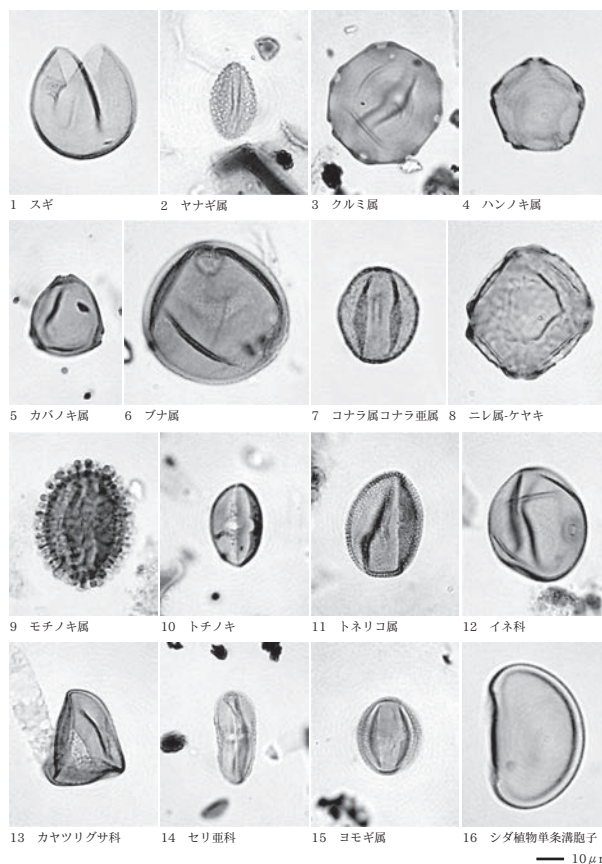 1 スギ 2 ヤナギ属 3 クルミ属 4 ハンノキ属
5 カバノキ属 6 ブナ属 7 コナラ属コナラ亜属 8 ニレ属-ケヤキ
9 モチノキ属 10 トチノキ 11 トネリコ属 12 イネ科
13 カヤツリグサ科 14 セリ亜科 15 ヨモギ属 16 シダ植物単条溝胞子
10μ